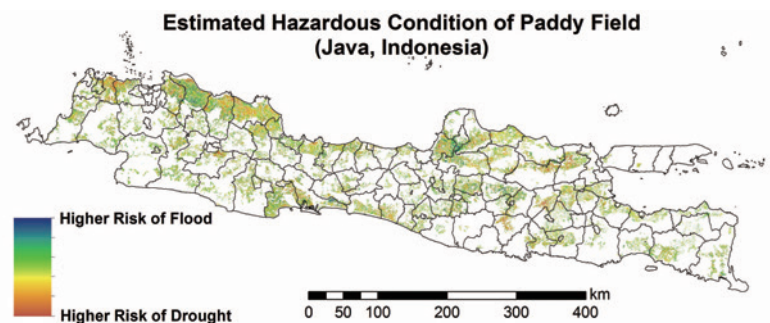 Estimated Hazardous Condition of Paddy Field
(Java, Indonesia)
Higher Risk of Flood
Higher Risk of Drought
km
0 50 100 200 300 400